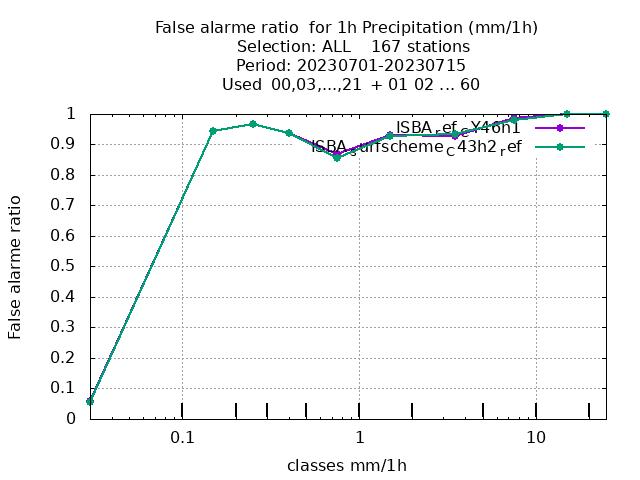 False alarme ratio  for 1h Precipitation (mm/1h)
Selection: ALL    167 stations
Period: 20230701-20230715
Used  00,03,...,21  + 01 02 ... 60
ISBA_ref_CY46h1
ISBA_surfscheme_C43h2_ref
1
0.9
0.8
0.7
0.6
0.5
0.4
0.3
0.2
0.1
0
False alarme ratio
0.1 1 10
classes mm/1h